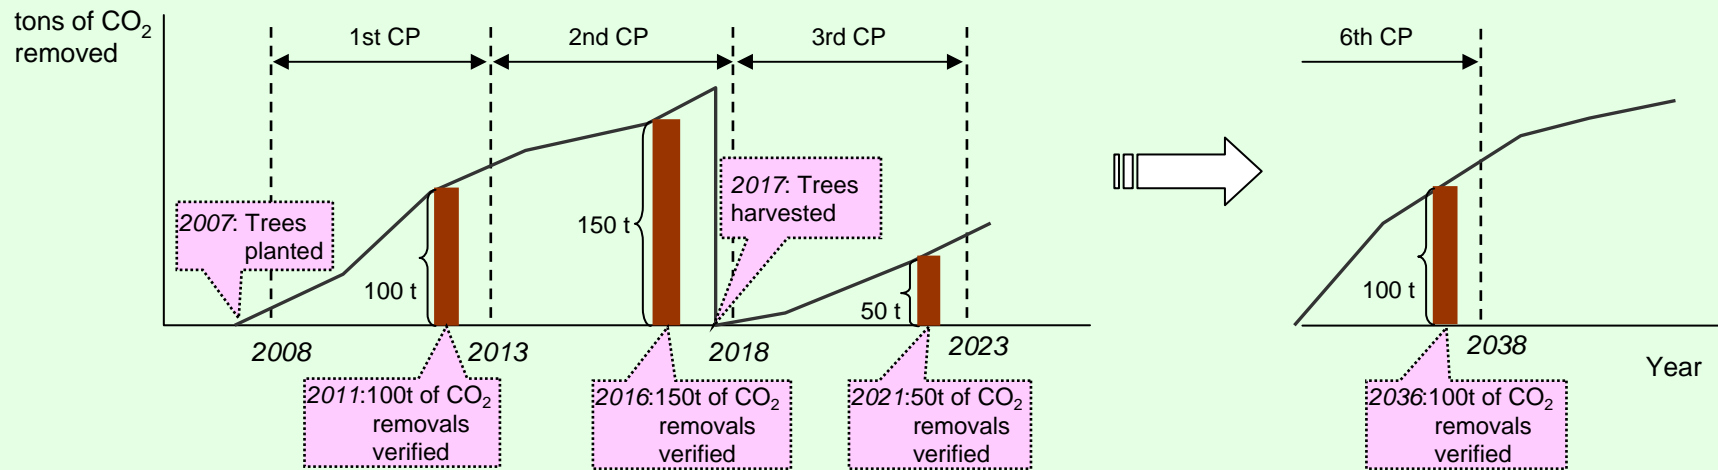 tons of CO₂
removed
1st CP
2nd CP
3rd CP
6th CP
2007: Trees
planted
100 t
150 t
2017: Trees
harvested
50 t
100 t
2008
2013
2018
2023
2038
Year
2011:100t of CO₂
removals
verified
2016:150t of CO₂
removals
verified
2021:50t of CO₂
removals
verified
2036:100t of CO₂
removals
verified